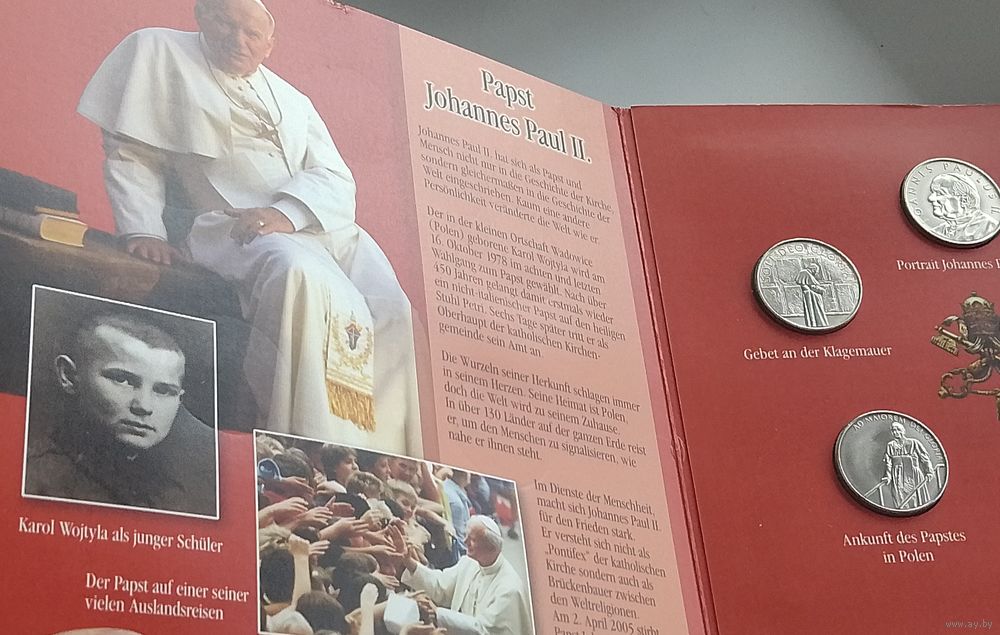 Papst
Johannes Paul II.
Johannes Paul II. hat sich als Papst und
Mensch nicht nur in die Geschichte der Kirche,
sondern gleichermaßen in die Geschichte der
Welt eingeschrieben. Kaum eine andere
Persönlichkeit veränderte die Welt wie er.
Der in der kleinen Ortschaft Wadowice
(Polen) geborene Karol Wojtyla wird am
16. Oktober 1978 im achten und letzten
Wahlgang zum Papst gewählt. Nach über
450 Jahren gelangt damit erstmals wieder
ein nicht-italienischer Papst auf den heiligen
Stuhl Petri. Sechs Tage später tritt er als
Oberhaupt der katholischen Kirchen-
gemeinde sein Amt an.
Die Wurzeln seiner Herkunft schlagen immer
in seinem Herzen. Seine Heimat ist Polen
doch die Welt wird zu seinem Zuhause.
In über 130 Länder auf der ganzen Erde reist
er, um den Menschen zu signalisieren, wie
nahe er ihnen steht.
Im Dienste der Menschheit,
macht sich Johannes Paul II.
für den Frieden stark.
Er versteht sich nicht als
„Pontifex" der katholischen
Kirche sondern auch als
Brückenbauer zwischen
den Weltreligionen.
Am 2. April 2005 stirbt
Karol Wojtyla als junger Schüler
Der Papst auf einer seiner
vielen Auslandsreisen
Portrait Johannes
Gebet an der Klagemauer
AD MAIOREM DEI GLORI
Ankunft des Papstes
in Polen
www.ay.by